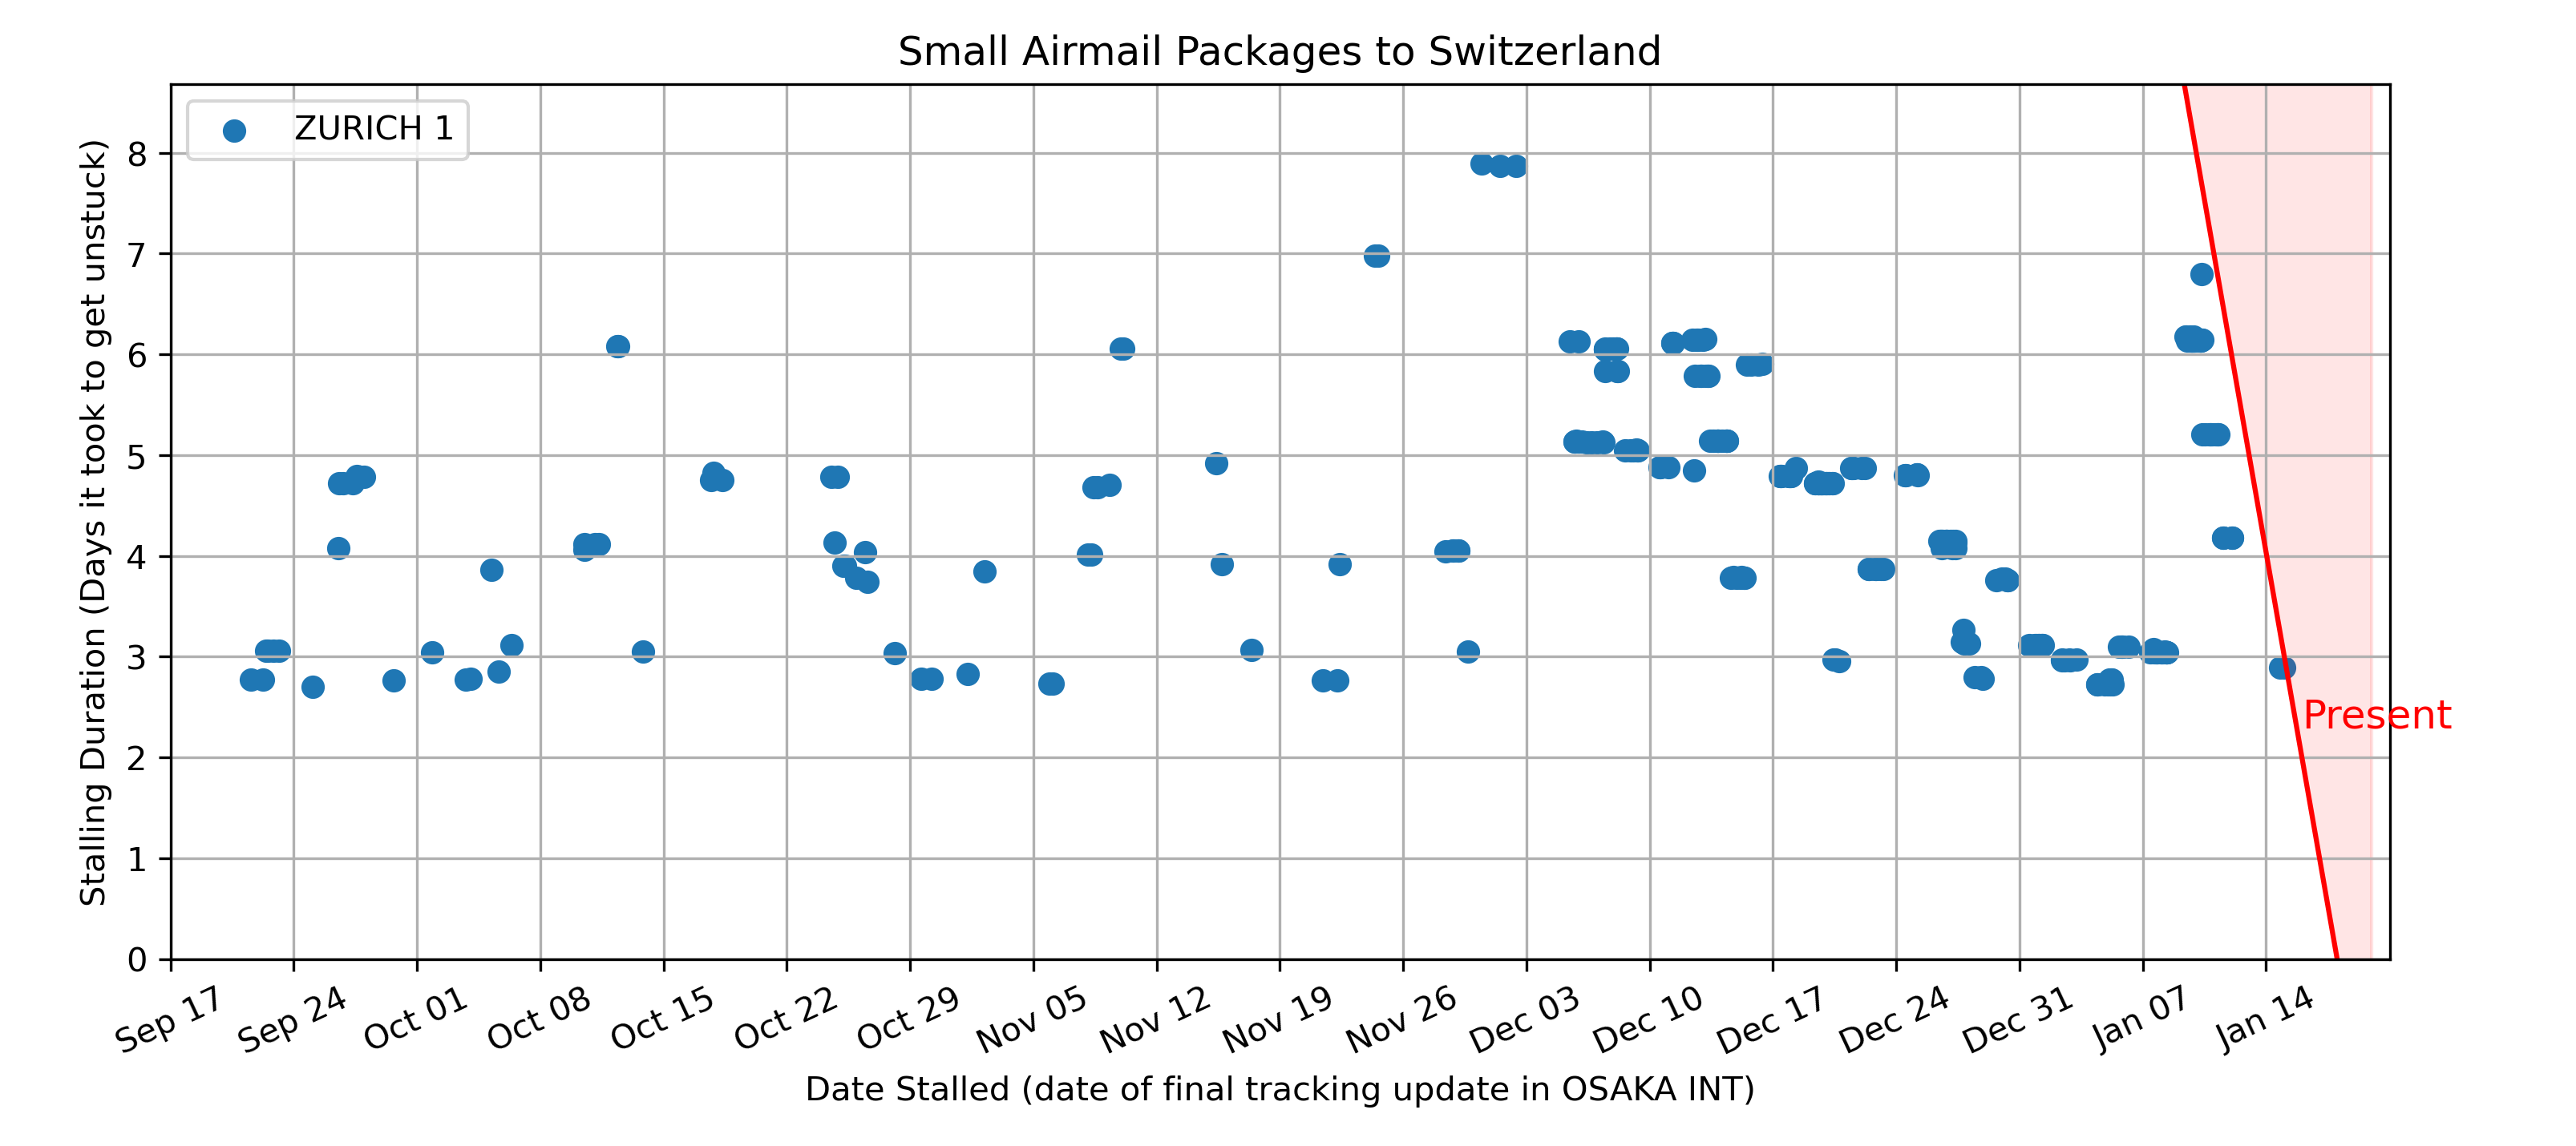 Small Airmail Packages to Switzerland
ZURICH 1
Stalling Duration (Days it took to get unstuck)
8
7
6
5
4
3
2
1
0
Present
Sep 17
Sep 24
Oct 01
Oct 08
Oct 15
Oct 22
Oct 29
Nov 05
Nov 12
Nov 19
Nov 26
Dec 03
Dec 10
Dec 17
Dec 24
Dec 31
Jan 07
Jan 14
Date Stalled (date of final tracking update in OSAKA INT)